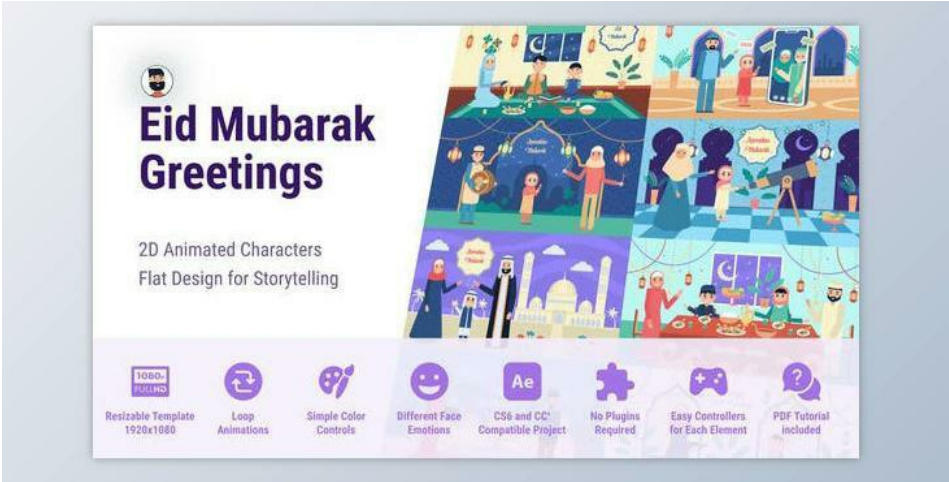 Eid Mubarak
Greetings
2D Animated Characters
Flat Design for Storytelling
1080p
FULLHD
Resizable Template
1920x1080
Loop
Animations
Simple Color
Controls
Different Face
Emotions
Ae
CS6 and CC+
Compatible Project
No Plugins
Required
Easy Controllers
for Each Element
?
PDF Tutorial
included